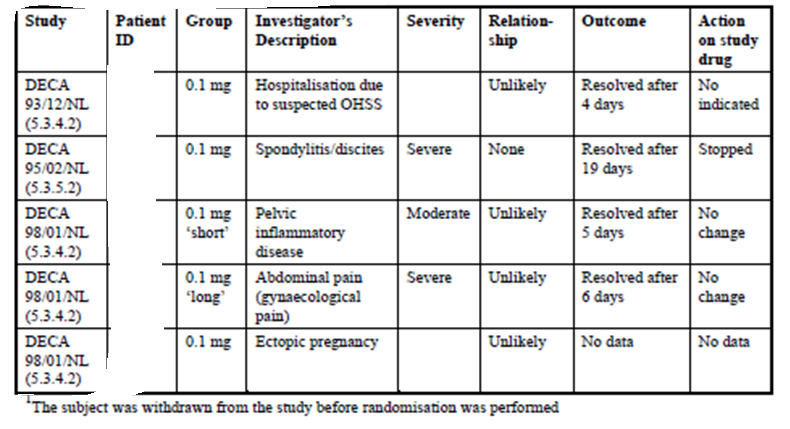 Study Patient ID Group Investigator's Description Severity Relation-ship Outcome Action on study drug
DECA 93/12/NL (5.3.4.2) 0.1 mg Hospitalisation due to suspected OHSS Unlikely Resolved after 4 days No indicated
DECA 95/02/NL (5.3.5.2) 0.1 mg Spondylitis/discites Severe None Resolved after 19 days Stopped
DECA 98/01/NL (5.3.4.2) 0.1 mg 'short' Pelvic inflammatory disease Moderate Unlikely Resolved after 5 days No change
DECA 98/01/NL (5.3.4.2) 0.1 mg 'long' Abdominal pain (gynaecological pain) Severe Unlikely Resolved after 6 days No change
DECA 98/01/NL (5.3.4.2) 0.1 mg Ectopic pregnancy Unlikely No data No data
1The subject was withdrawn from the study before randomisation was performed